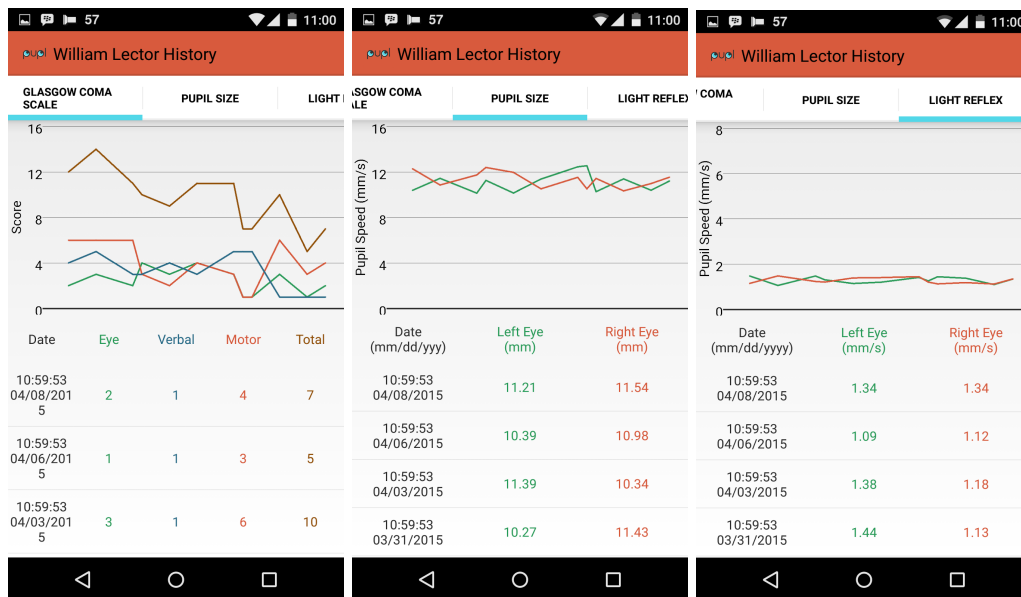 57 11:00
pupl William Lector History
GLASGOW COMA
SCALE
PUPIL SIZE
LIGHT
16
12
8
4
0
Score
Date Eye Verbal Motor Total
10:59:53
04/08/201
5
2 1 4 7
10:59:53
04/06/201
5
1 1 3 5
10:59:53
04/03/201
5
3 1 6 10
57 11:00
pupl William Lector History
SGOW COMA
ALE
PUPIL SIZE
LIGHT REFLEX
16
12
8
4
0
Pupil Speed (mm/s)
Date
(mm/dd/yyy)
Left Eye
(mm)
Right Eye
(mm)
10:59:53
04/08/2015
11.21 11.54
10:59:53
04/06/2015
10.39 10.98
10:59:53
04/03/2015
11.39 10.34
10:59:53
03/31/2015
10.27 11.43
57 11:00
pupl William Lector History
COMA
PUPIL SIZE
LIGHT REFLEX
8
6
4
2
0
Pupil Speed (mm/s)
Date
(mm/dd/yyyy)
Left Eye
(mm/s)
Right Eye
(mm/s)
10:59:53
04/08/2015
1.34 1.34
10:59:53
04/06/2015
1.09 1.12
10:59:53
04/03/2015
1.38 1.18
10:59:53
03/31/2015
1.44 1.13